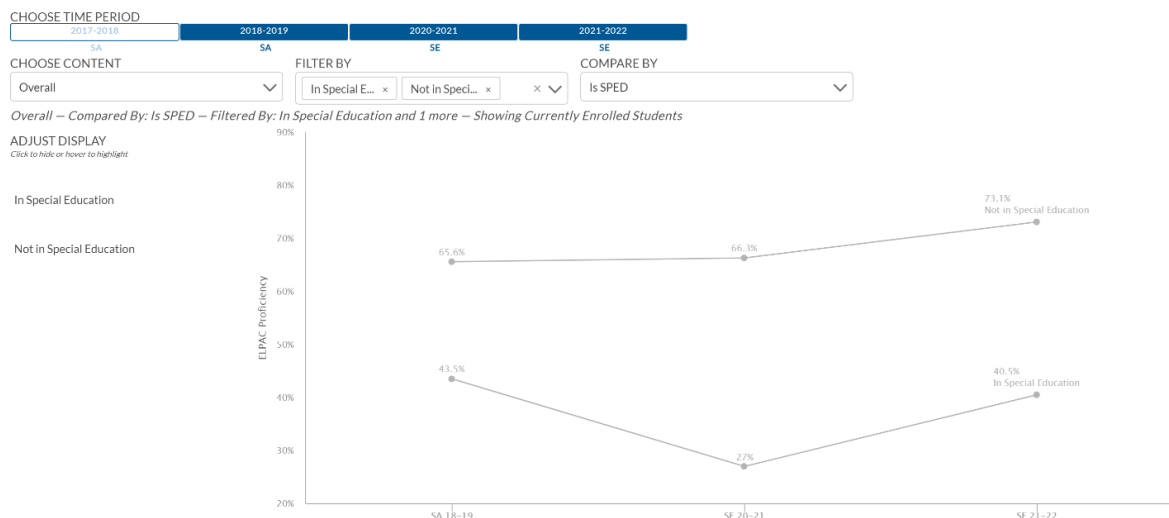 CHOOSE TIME PERIOD
2017-2018 2018-2019 2020-2021 2021-2022
SA SA SE SE
CHOOSE CONTENT FILTER BY COMPARE BY
Overall In Special E... × Not in Speci... × × Is SPED
Overall — Compared By: Is SPED — Filtered By: In Special Education and 1 more — Showing Currently Enrolled Students
ADJUST DISPLAY
Click to hide or hover to highlight
In Special Education
Not in Special Education
ELPAC Proficiency
90%
80%
70%
60%
50%
40%
30%
20%
65.6%
66.3%
73.1%
Not in Special Education
43.5%
27%
40.5%
In Special Education
SA 18-19 SE 20-21 SE 21-22